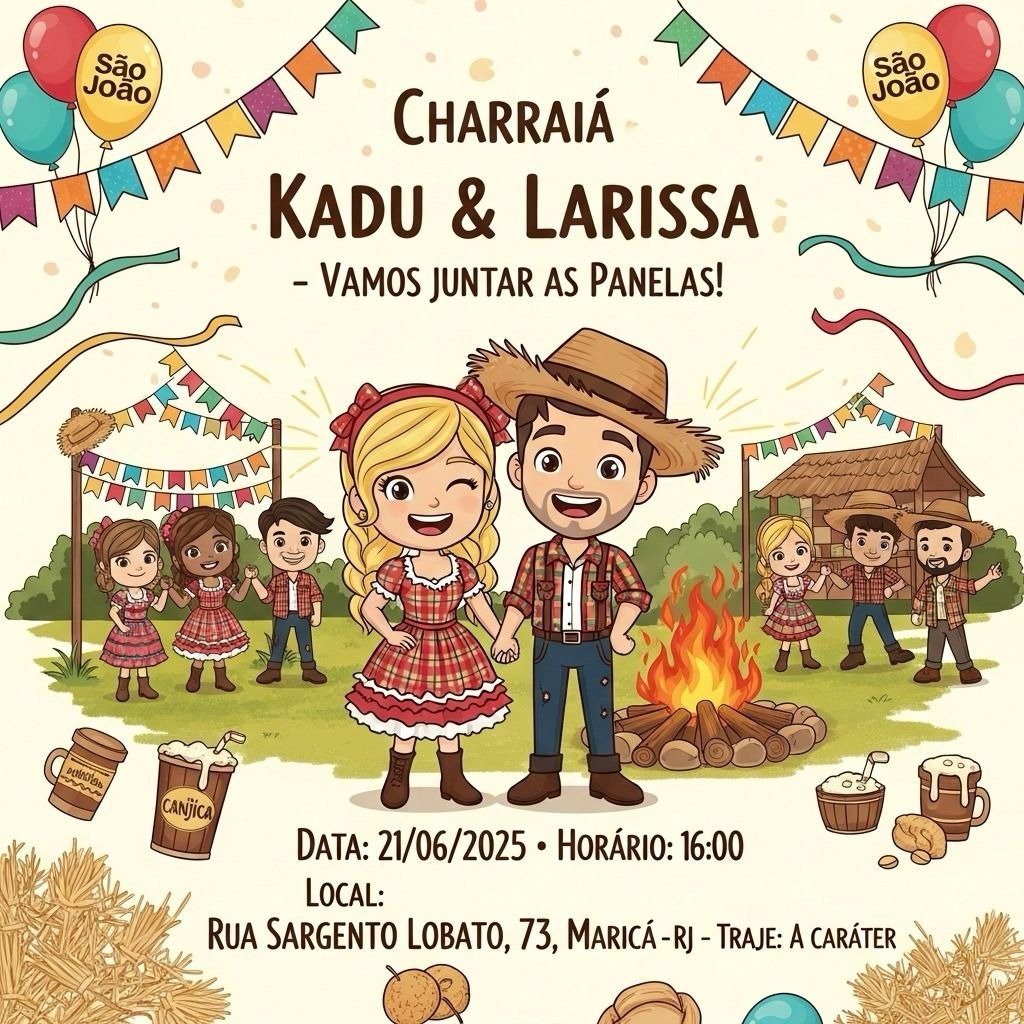 São
João
São
João
CHARRAIÁ
KADU & LARISSA
- VAMOS JUNTAR AS PANELAS!
CANJICA
DATA: 21/06/2025 • HORÁRIO: 16:00
LOCAL:
RUA SARGENTO LOBATO, 73, MARICÁ-RJ - TRAJE: A CARÁTER